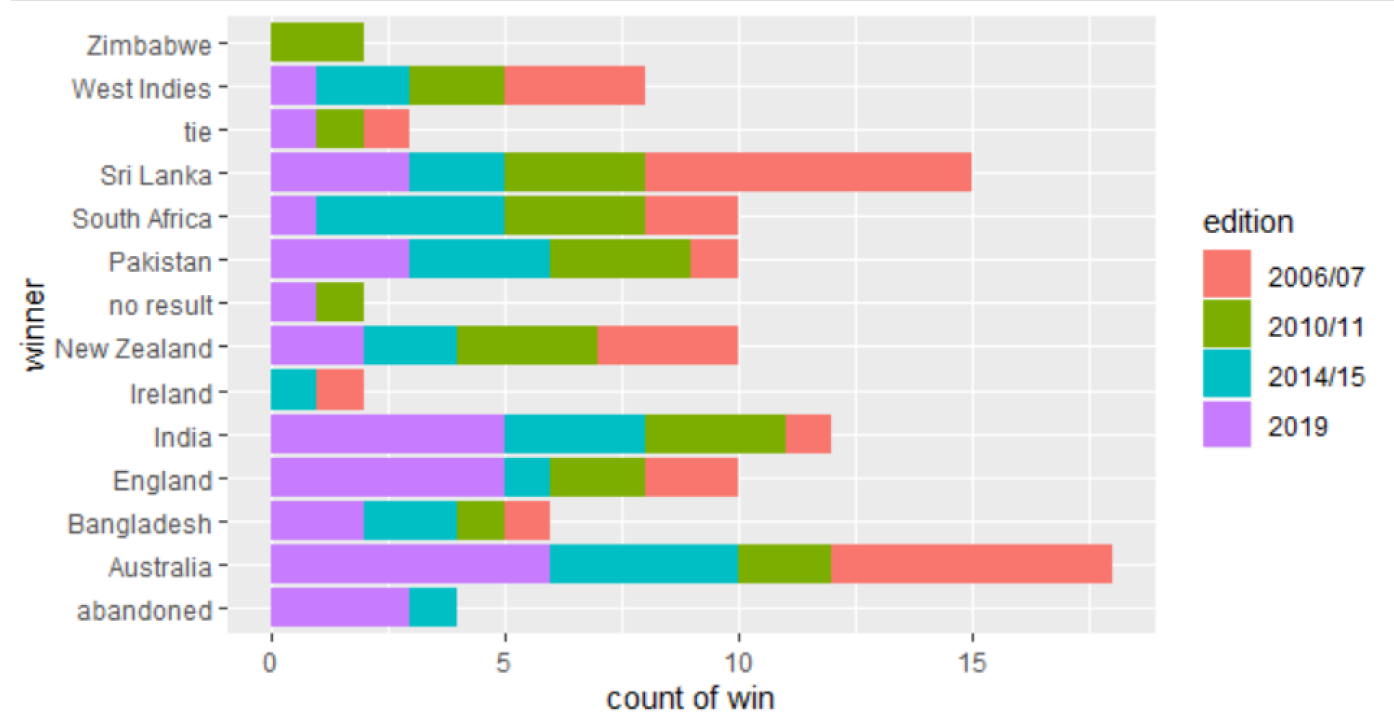 Zimbabwe
West Indies
tie
Sri Lanka
South Africa
Pakistan
no result
New Zealand
Ireland
India
England
Bangladesh
Australia
abandoned
winner
0 5 10 15
count of win
edition
2006/07
2010/11
2014/15
2019